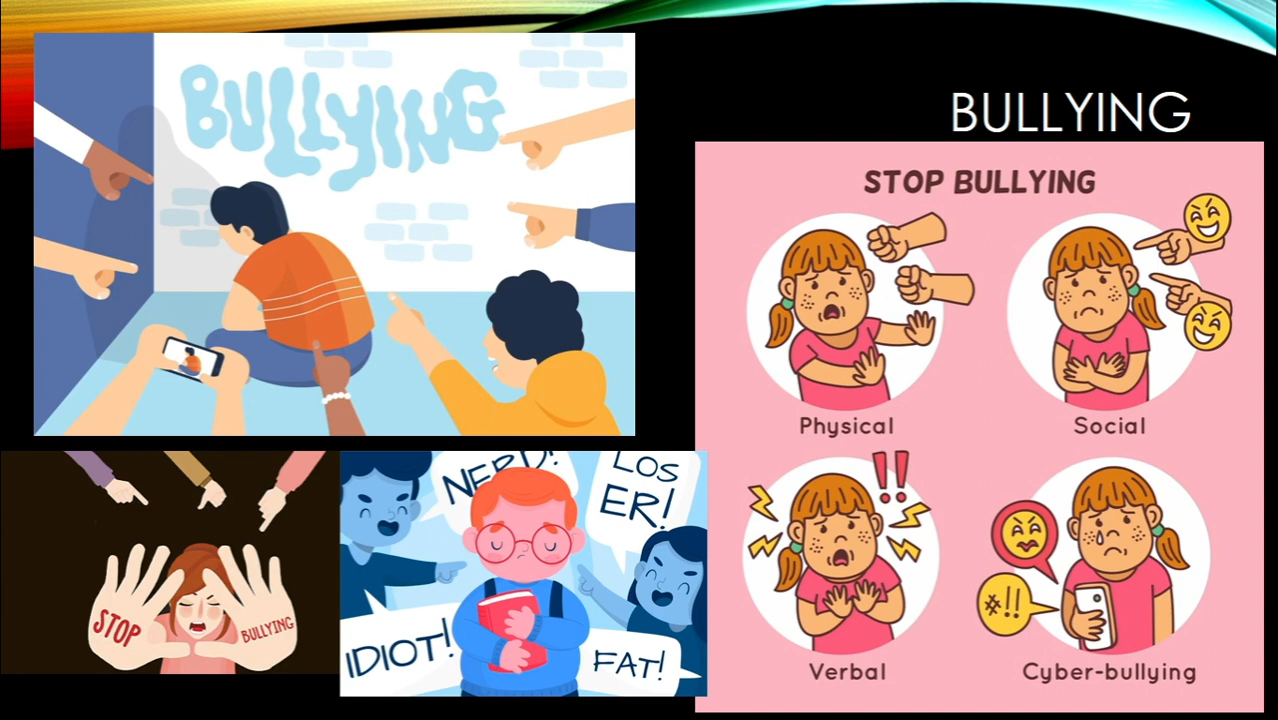 BULLYING
BULLYING
STOP BULLYING
Physical
Social
Verbal
Cyber-bullying
STOP
BULLYING
NERD!
LOS
ER!
IDIOT!
FAT!
!!
#!!